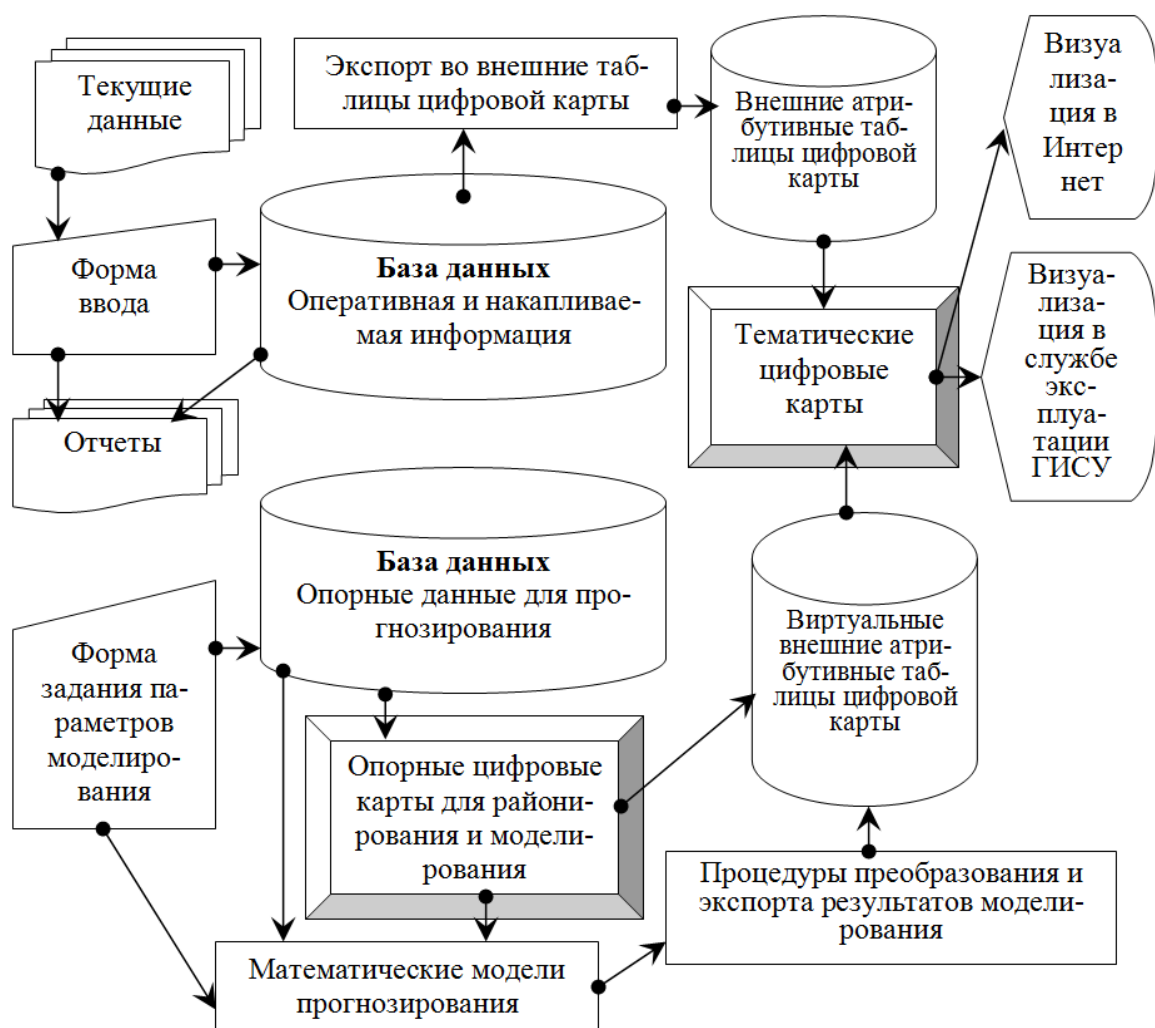 Текущие
данные
Экспорт во внешние таб-
лицы цифровой карты
Внешние атри-
бутивные таб-
лицы цифровой
карты
Визуа
лиза-
ция в
Интер
нет
Форма
ввода
База данных
Оперативная и накапливае-
мая информация
Тематические
цифровые
карты
Визу-
ализа-
ция в
службе
экс-
плуа-
тации
ГИСУ
Отчеты
База данных
Опорные данные для про-
гнозирования
Форма
задания па-
раметров
моделиро-
вания
Виртуальные
внешние атри-
бутивные таб-
лицы цифровой
карты
Опорные цифровые
карты для райони-
рования и модели-
рования
Процедуры преобразования и
экспорта результатов модели-
рования
Математические модели
прогнозирования